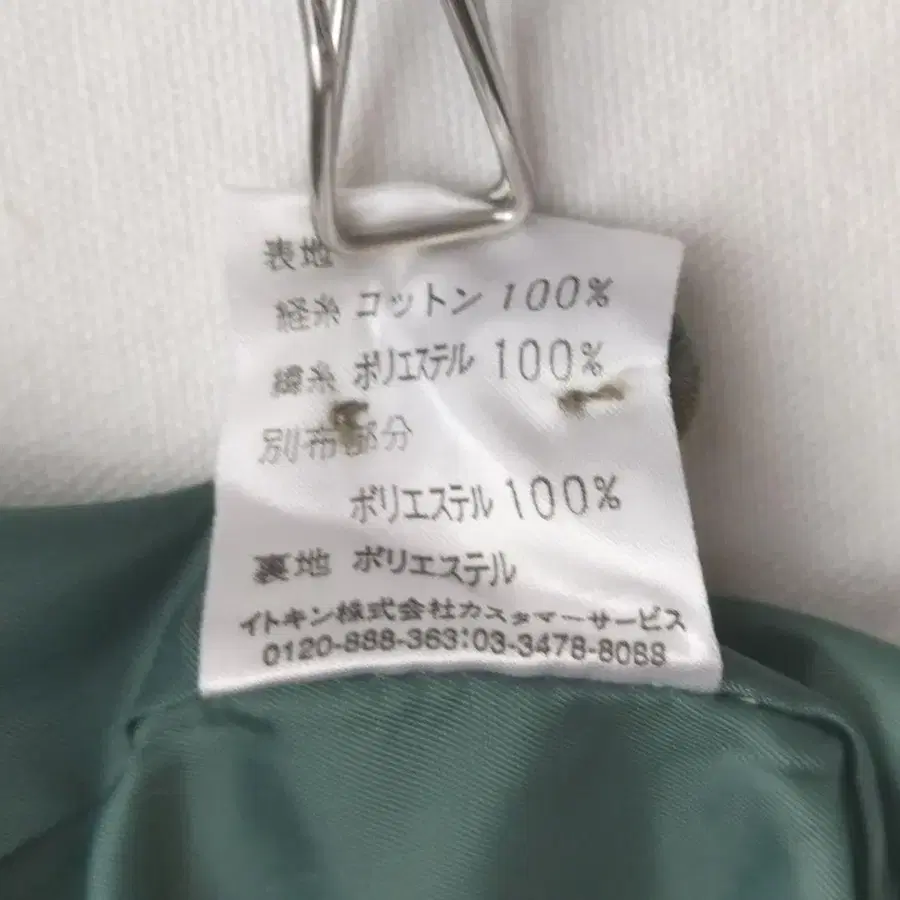 表地
経糸 コットン 100%
緯糸 ポリエステル 100%
別布部分
ポリエステル 100%
裏地 ポリエステル
イトキン株式会社カスタマーサービス
0120-888-363:03-3478-8088